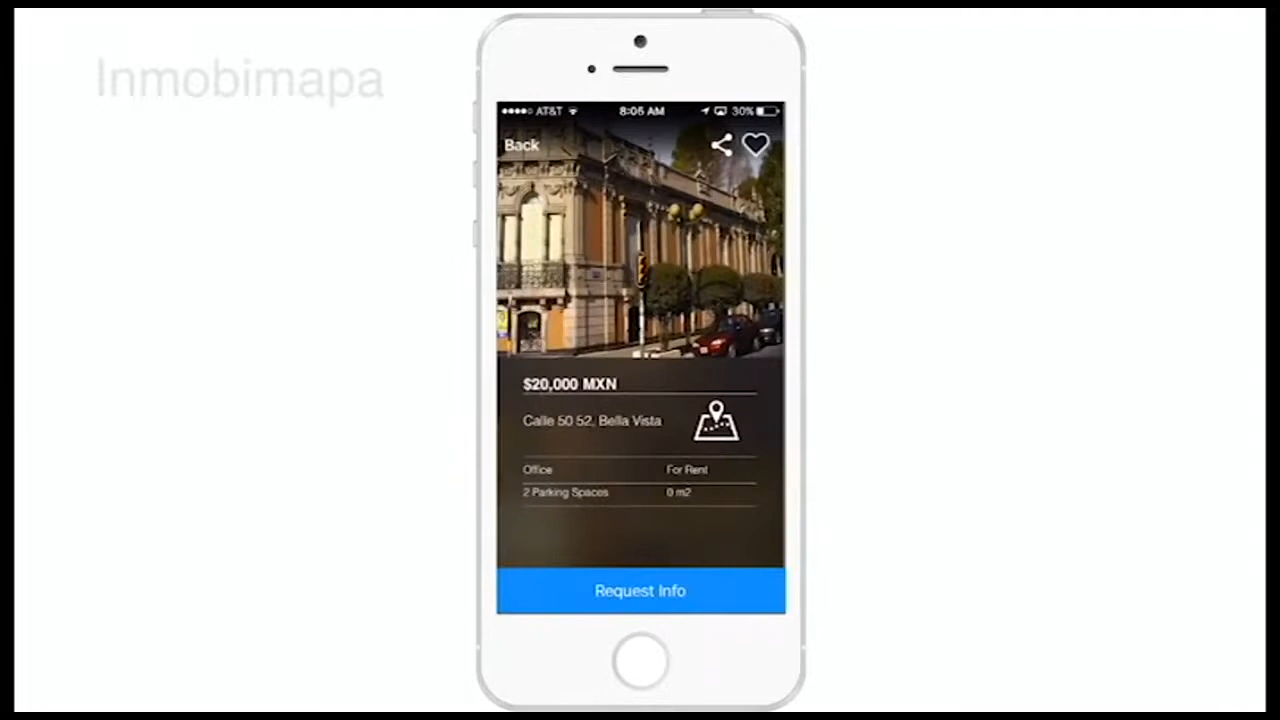 Inmobimapa
AT&T 8:05 AM 30%
Back
$20,000 MXN
Calle 50 52, Bella Vista
Office For Rent
2 Parking Spaces 0 m2
Request Info